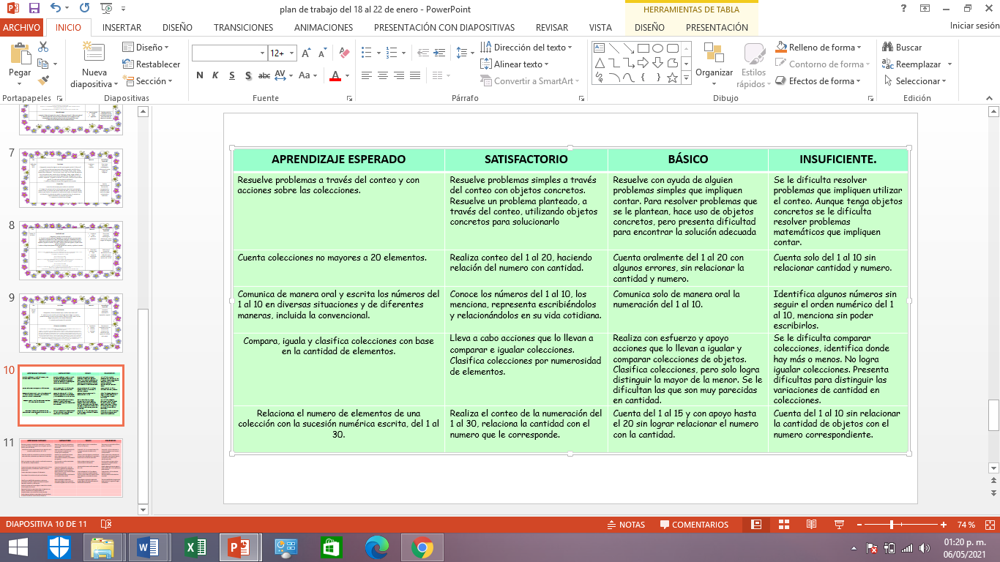 plan de trabajo del 18 al 22 de enero - PowerPoint
HERRAMIENTAS DE TABLA
ARCHIVO
INICIO
INSERTAR
DISEÑO
TRANSICIONES
ANIMACIONES
PRESENTACIÓN CON DIAPOSITIVAS
REVISAR
VISTA
DISEÑO
PRESENTACIÓN
Iniciar sesión
Pegar
Portapapeles
Nueva
diapositiva
Diseño
Restablecer
Sección
Diapositivas
12+
N K S S abc AV Aa A
Fuente
Dirección del texto
Alinear texto
Convertir a SmartArt
Párrafo
Organizar
Estilos
rápidos
Relleno de forma
Contorno de forma
Efectos de forma
Dibujo
Buscar
Reemplazar
Seleccionar
Edición
7
8
9
10
11
APRENDIZAJE ESPERADO
SATISFACTORIO
BÁSICO
INSUFICIENTE.
Resuelve problemas a través del conteo y con
acciones sobre las colecciones.
Resuelve problemas simples a través
del conteo con objetos concretos.
Resuelve un problema planteado, a
través del conteo, utilizando objetos
concretos para solucionarlo
Resuelve con ayuda de alguien
problemas simples que impliquen
contar. Para resolver problemas que
se le plantean, hace uso de objetos
concretos, pero presenta dificultad
para encontrar la solución adecuada
Se le dificulta resolver
problemas que implican utilizar
el conteo. Aunque tenga objetos
concretos se le dificulta
resolver problemas
matemáticos que impliquen
contar.
Cuenta colecciones no mayores a 20 elementos.
Realiza conteo del 1 al 20, haciendo
relación del numero con cantidad.
Cuenta oralmente del 1 al 20 con
algunos errores, sin relacionar la
cantidad y numero.
Cuenta solo del 1 al 10 sin
relacionar cantidad y numero.
Comunica de manera oral y escrita los números del
1 al 10 en diversas situaciones y de diferentes
maneras, incluida la convencional.
Conoce los números del 1 al 10, los
menciona, representa escribiéndolos
y relacionándolos en su vida cotidiana.
Comunica solo de manera oral la
numeración del 1 al 10.
Identifica algunos números sin
seguir el orden numérico del 1
al 10, menciona sin poder
escribirlos.
Compara, iguala y clasifica colecciones con base
en la cantidad de elementos.
Lleva a cabo acciones que lo llevan a
comparar e igualar colecciones.
Clasifica colecciones por numerosidad
de elementos.
Realiza con esfuerzo y apoyo
acciones que lo llevan a igualar y
comparar colecciones de objetos.
Clasifica colecciones, pero solo logra
distinguir la mayor de la menor. Se le
dificultan las que son muy parecidas
en cantidad.
Se le dificulta comparar
colecciones, identifica donde
hay más o menos. No logra
igualar colecciones. Presenta
dificultas para distinguir las
variaciones de cantidad en
colecciones.
Relaciona el numero de elementos de una
colección con la sucesión numérica escrita, del 1 al
30.
Realiza el conteo de la numeración del
1 al 30, relaciona la cantidad con el
numero que le corresponde.
Cuenta del 1 al 15 y con apoyo hasta
el 20 sin lograr relacionar el numero
con la cantidad.
Cuenta del 1 al 10 sin relacionar
la cantidad de objetos con el
numero correspondiente.
DIAPOSITIVA 10 DE 11
NOTAS
COMENTARIOS
74 %
01:20 p. m.
06/05/2021